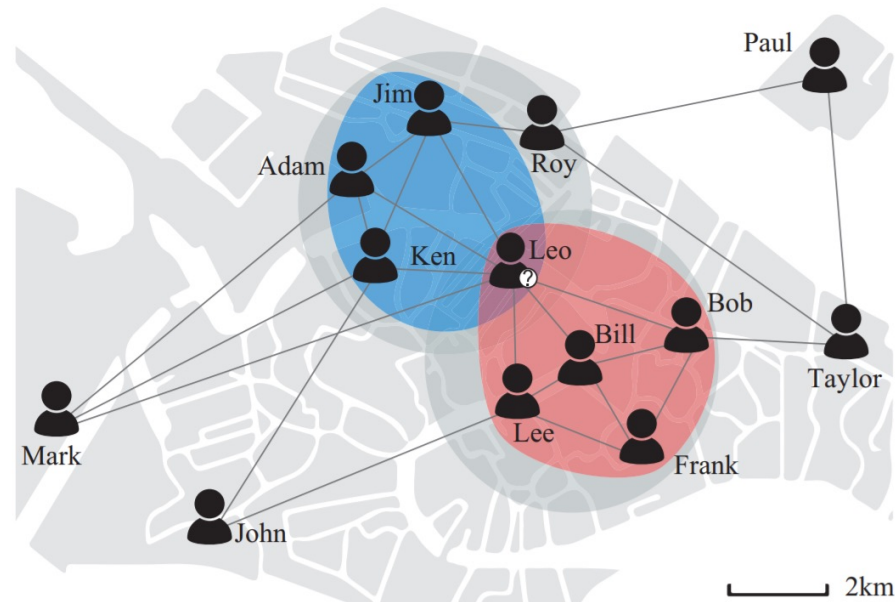 Paul
Jim
Roy
Adam
Ken
Leo
?
Bob
Bill
Taylor
Lee
Mark
Frank
John
2km